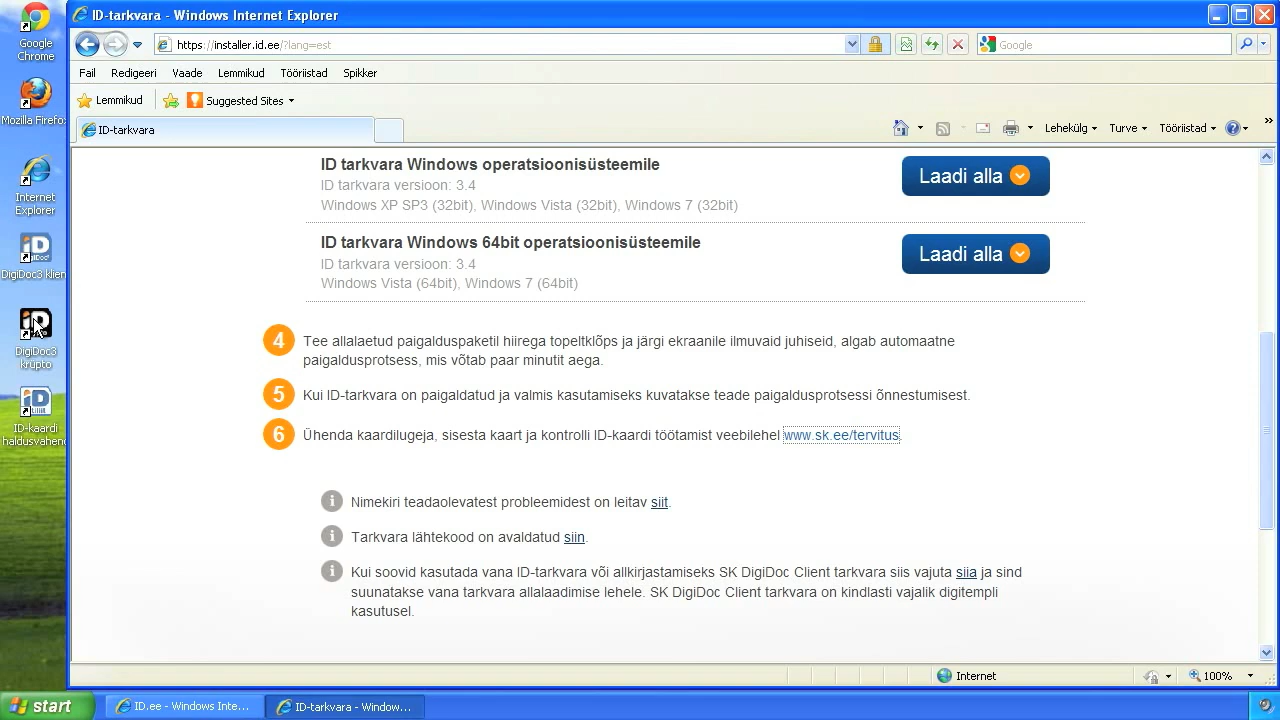 ID-tarkvara - Windows Internet Explorer
https://installer.id.ee/?lang=est
Google
Fail Redigeeri Vaade Lemmikud Tööriistad Spikker
Lemmikud Suggested Sites
ID-tarkvara
Lehekülg Turve Tööriistad
Google
Chrome
Mozilla Firefo
Internet
Explorer
iD
DigiDoc
DigiDoc3 klien
iD
DigiDoc3
krüpto
iD
ID-kaardi
haldusvahend
ID tarkvara Windows operatsioonisüsteemile
ID tarkvara versioon: 3.4
Windows XP SP3 (32bit), Windows Vista (32bit), Windows 7 (32bit)
Laadi alla
ID tarkvara Windows 64bit operatsioonisüsteemile
ID tarkvara versioon: 3.4
Windows Vista (64bit), Windows 7 (64bit)
Laadi alla
4 Tee allalaetud paigalduspaketil hiirega topeltklõps ja järgi ekraanile ilmuvaid juhiseid, algab automaatne
paigaldusprotsess, mis võtab paar minutit aega.
5 Kui ID-tarkvara on paigaldatud ja valmis kasutamiseks kuvatakse teade paigaldusprotsessi õnnestumisest.
6 Ühenda kaardilugeja, sisesta kaart ja kontrolli ID-kaardi töötamist veebilehel www.sk.ee/tervitus.
i Nimekiri teadaolevatest probleemidest on leitav siit.
i Tarkvara lähtekood on avaldatud siin.
i Kui soovid kasutada vana ID-tarkvara või allkirjastamiseks SK DigiDoc Client tarkvara siis vajuta siia ja sind
suunatakse vana tarkvara allalaadimise lehele. SK DigiDoc Client tarkvara on kindlasti vajalik digitempli
kasutusel.
Internet 100%
start ID.ee - Windows Inte... ID-tarkvara - Window...